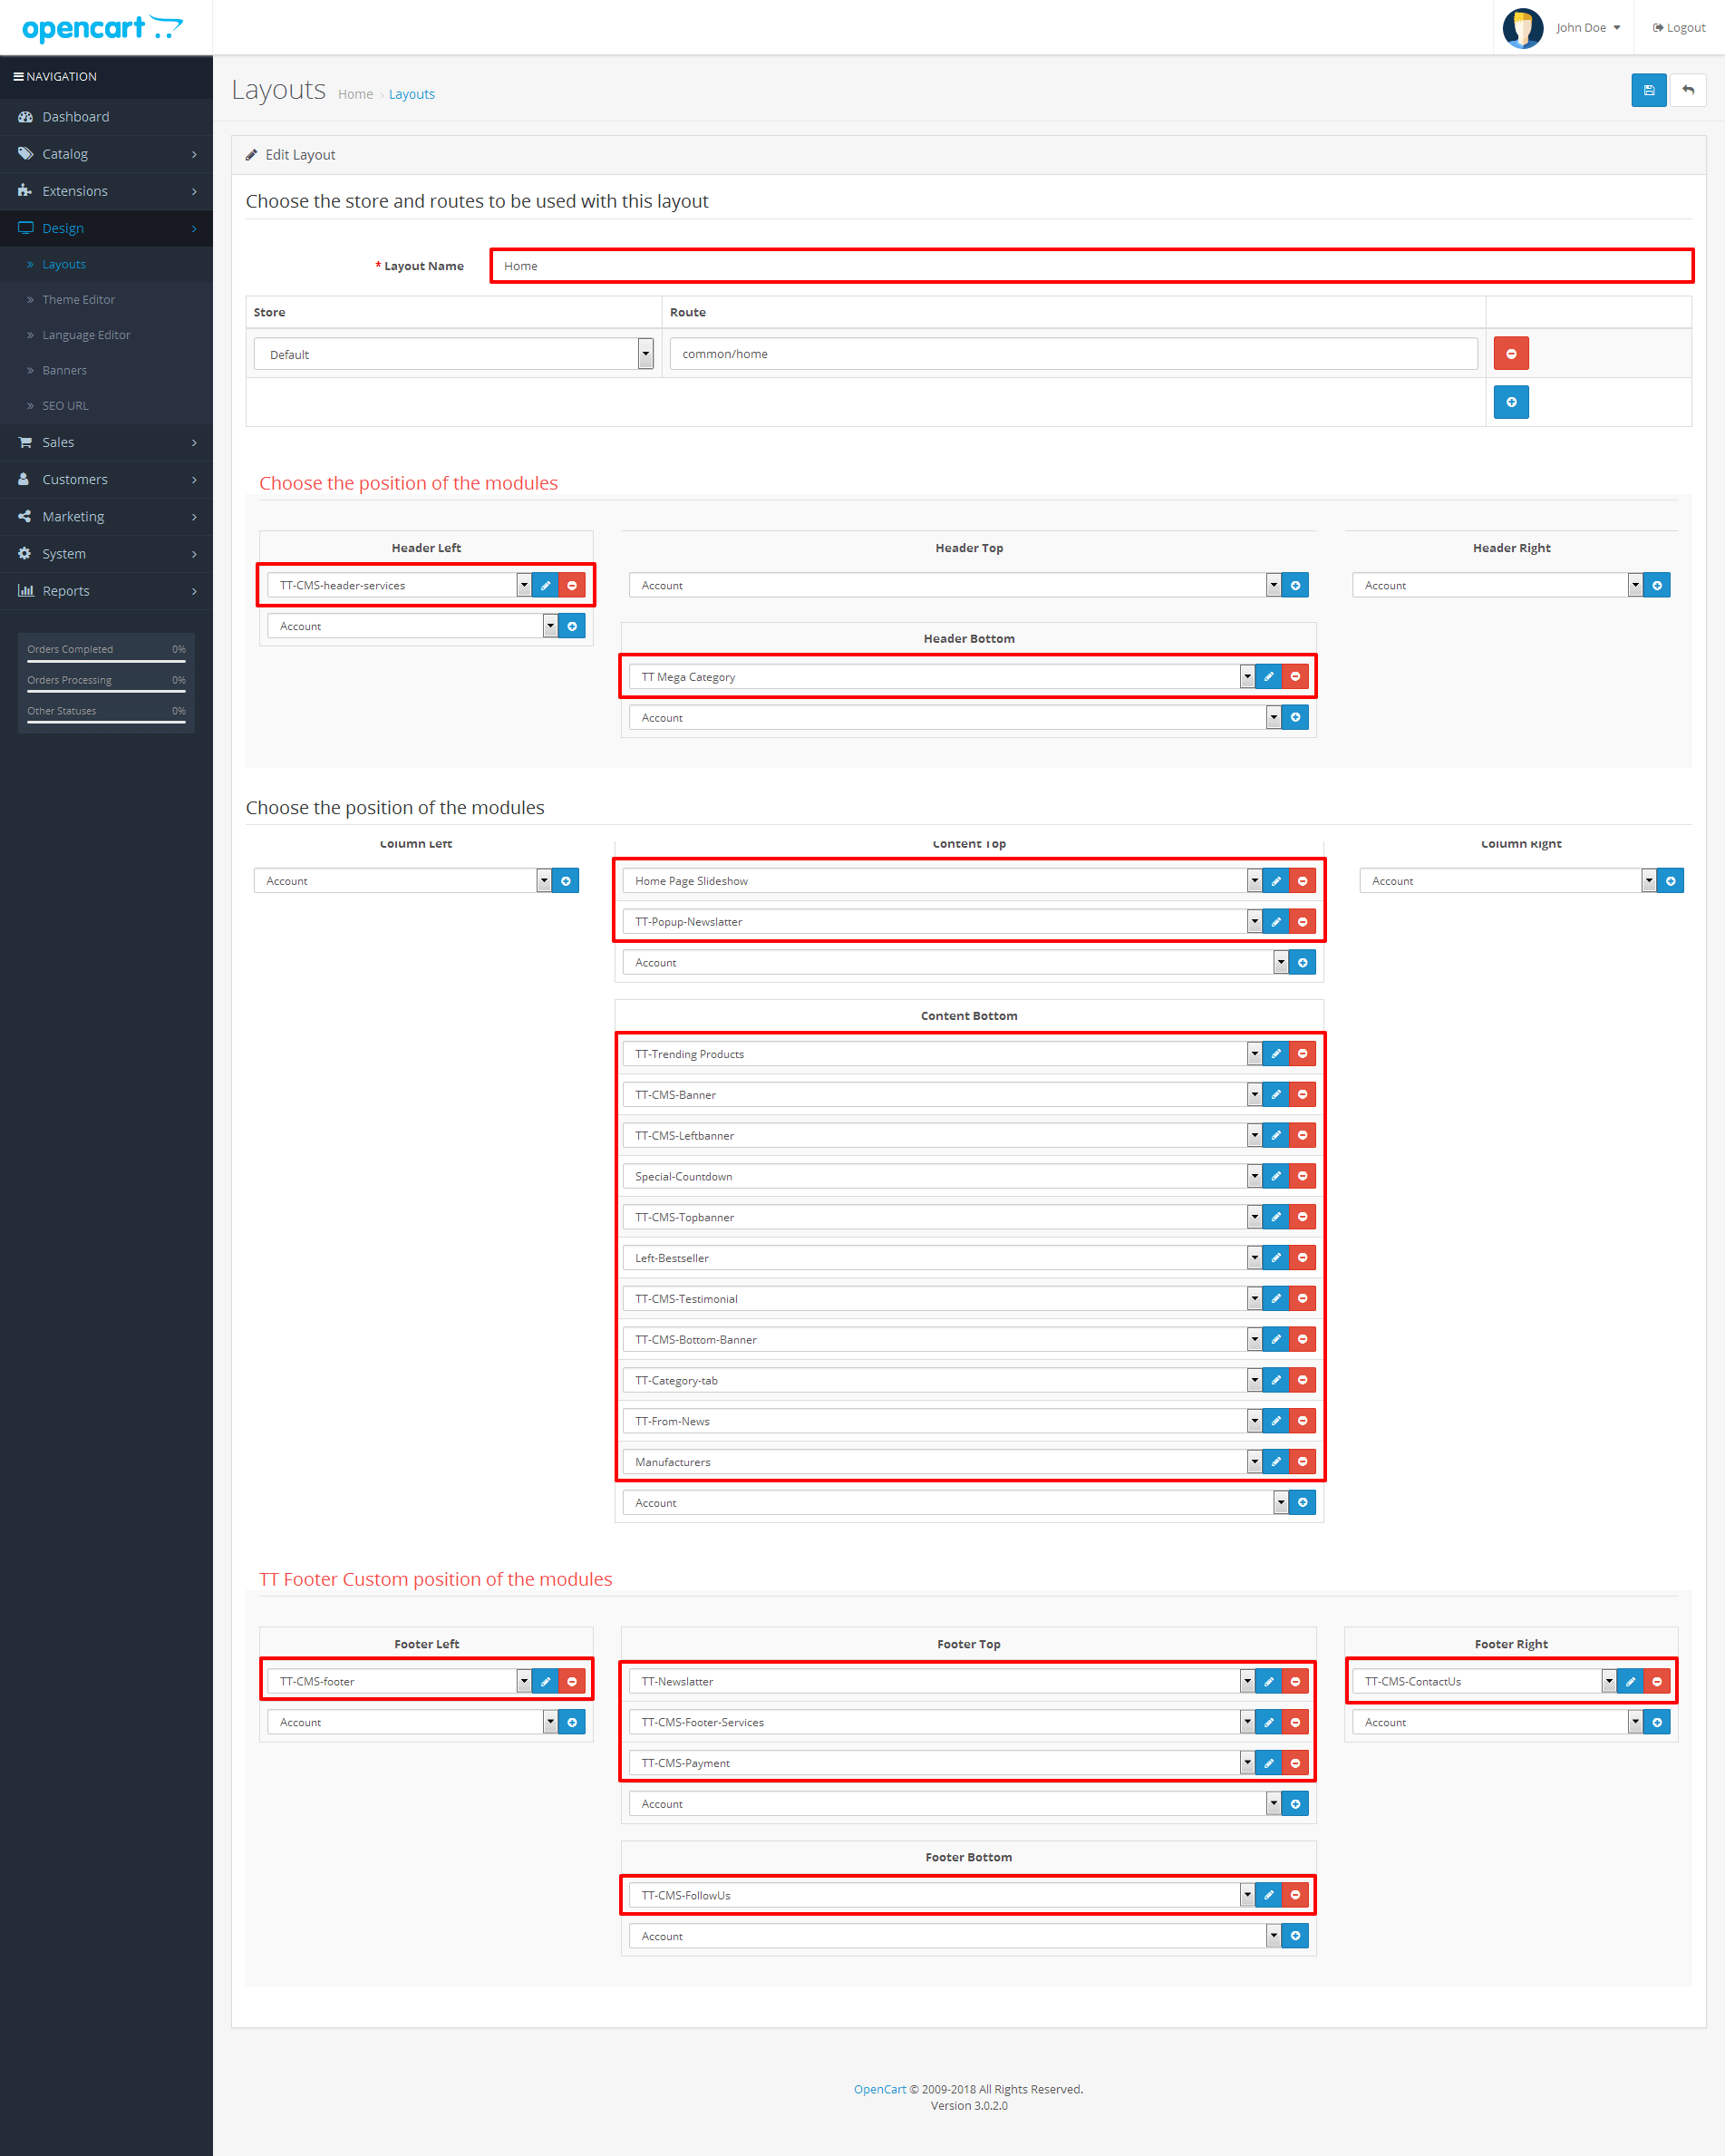 opencart
John Doe
Logout
NAVIGATION
Dashboard
Catalog
Extensions
Design
Layouts
Theme Editor
Language Editor
Banners
SEO URL
Sales
Customers
Marketing
System
Reports
Orders Completed 0%
Orders Processing 0%
Other Statuses 0%
Layouts Home › Layouts
Edit Layout
Choose the store and routes to be used with this layout
* Layout Name Home
Store Route
Default common/home
Choose the position of the modules
Header Left
TT-CMS-header-services
Account
Header Top
Account
Header Bottom
TT Mega Category
Account
Header Right
Account
Choose the position of the modules
Column Left
Account
Content Top
Home Page Slideshow
TT-Popup-Newslatter
Account
Content Bottom
TT-Trending Products
TT-CMS-Banner
TT-CMS-Leftbanner
Special-Countdown
TT-CMS-Topbanner
Left-Bestseller
TT-CMS-Testimonial
TT-CMS-Bottom-Banner
TT-Category-tab
TT-From-News
Manufacturers
Account
Column Right
Account
TT Footer Custom position of the modules
Footer Left
TT-CMS-footer
Account
Footer Top
TT-Newslatter
TT-CMS-Footer-Services
TT-CMS-Payment
Account
Footer Bottom
TT-CMS-FollowUs
Account
Footer Right
TT-CMS-ContactUs
Account
OpenCart © 2009-2018 All Rights Reserved.
Version 3.0.2.0